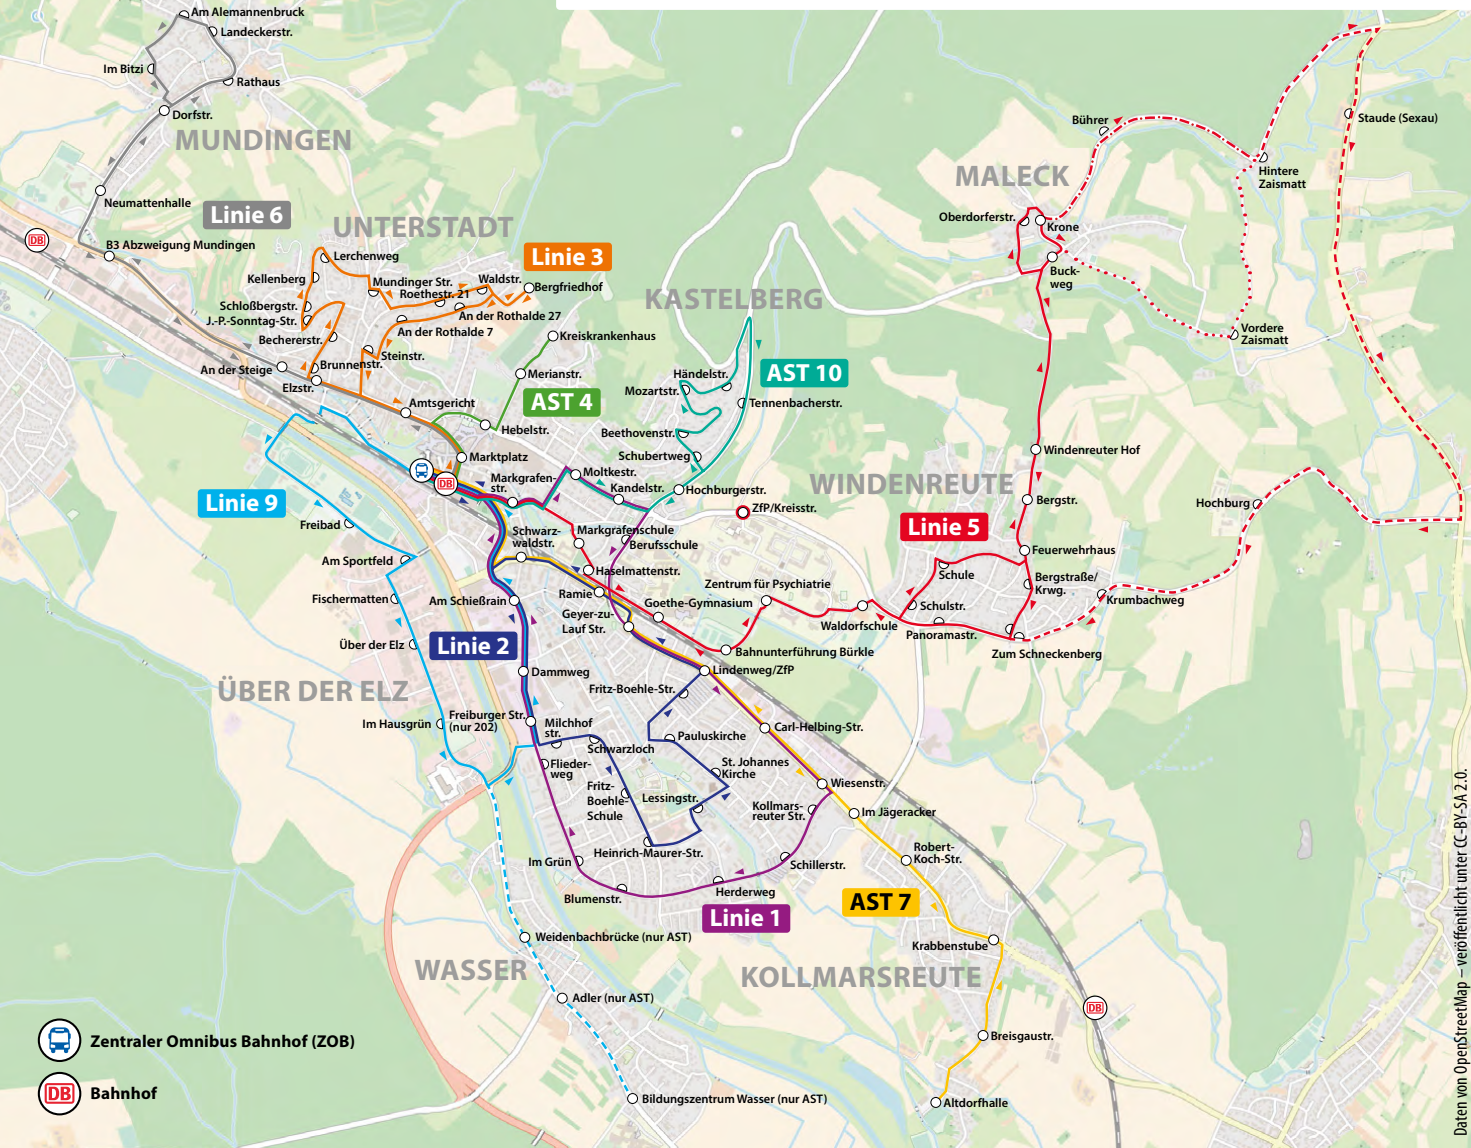 Am Alemannenbruck
Landeckerstr.
Im Bitzi
Rathaus
Dorfstr.
MUNDINGEN
Neumattenhalle
Linie 6
DB
B3 Abzweigung Mundingen
UNTERSTADT
Lerchenweg
Linie 3
Kellenberg
Mundinger Str.
Waldstr.
Roethestr. 21
Bergfriedhof
Schloßbergstr.
J.-P.-Sonntag-Str.
An der Rothalde 27
An der Rothalde 7
Bechererstr.
Kreiskrankenhaus
Steinstr.
Brunnenstr.
An der Steige
Elzstr.
Merianstr.
AST 4
Amtsgericht
Hebelstr.
Marktplatz
KASTELBERG
AST 10
Händelstr.
Mozartstr.
Tennenbacherstr.
Beethovenstr.
Schubertweg
Moltkestr.
Kandelstr.
Hochburgerstr.
ZfP/Kreisstr.
DB
Markgrafen-
str.
Markgrafenschule
Berufsschule
Schwarz-
waldstr.
Haselmattenstr.
Ramie
Geyer-zu-
Lauf Str.
Goethe-Gymnasium
Zentrum für Psychiatrie
Waldorfschule
Bahnunterführung Bürkle
Lindenweg/ZfP
MALECK
Bührer
Staude (Sexau)
Hintere
Zaismatt
Oberdorferstr.
Krone
Buck-
weg
Vordere
Zaismatt
WINDENREUTE
Windenreuter Hof
Bergstr.
Hochburg
Linie 5
Feuerwehrhaus
Schule
Bergstraße/
Krwg.
Krumbachweg
Schulstr.
Panoramastr.
Zum Schneckenberg
Linie 9
Freibad
Am Sportfeld
Fischermatten
Am Schießrain
Über der Elz
Linie 2
Dammweg
ÜBER DER ELZ
Im Hausgrün
Freiburger Str.
(nur 202)
Milchhof
str.
Schwarzloch
Flieder-
weg
Fritz-Boehle-Str.
Pauluskirche
St. Johannes
Kirche
Fritz-
Boehle-
Schule
Lessingstr.
Kollmars-
reuter Str.
Carl-Helbing-Str.
Wiesenstr.
Im Jägeracker
Heinrich-Maurer-Str.
Im Grün
Blumenstr.
Herderweg
Schillerstr.
Linie 1
Robert-
Koch-Str.
AST 7
Krabbenstube
KOLLMARSREUTE
DB
Breisgaustr.
Altdorfhalle
Weidenbachbrücke (nur AST)
WASSER
Adler (nur AST)
Bildungszentrum Wasser (nur AST)
Zentraler Omnibus Bahnhof (ZOB)
DB
Bahnhof
Daten von OpenStreetMap – veröffentlicht unter CC-BY-SA 2.0.